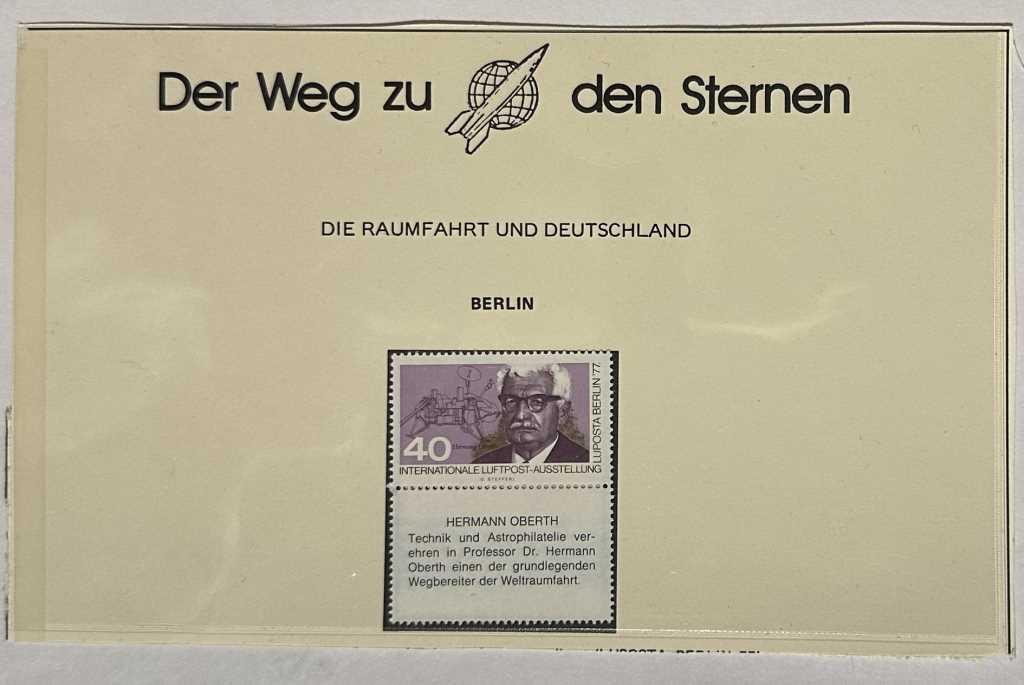 Der Weg zu den Sternen
DIE RAUMFAHRT UND DEUTSCHLAND
BERLIN
LUPOSTA BERLIN '77
40
INTERNATIONALE LUFTPOST-AUSSTELLUNG
HERMANN OBERTH
Technik und Astrophilatelie ver-
ehren in Professor Dr. Hermann
Oberth einen der grundlegenden
Wegbereiter der Weltraumfahrt.